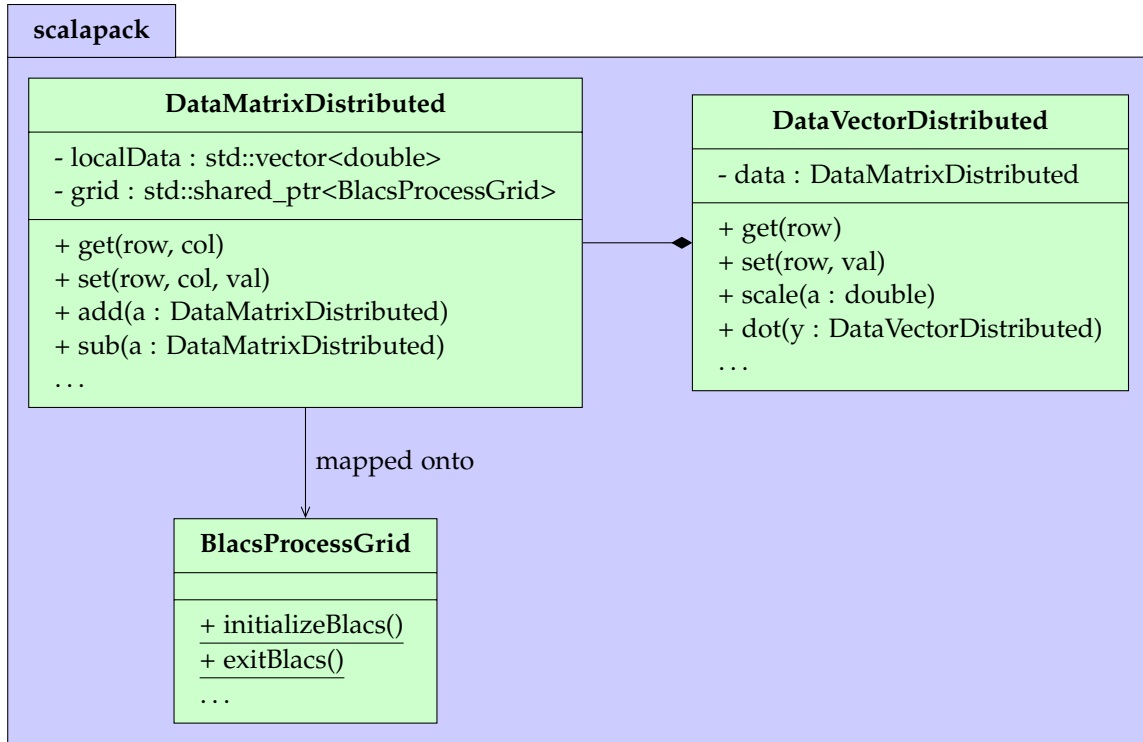 scalapack
DataMatrixDistributed
- localData : std::vector<double>
- grid : std::shared_ptr<BlacsProcessGrid>
+ get(row, col)
+ set(row, col, val)
+ add(a : DataMatrixDistributed)
+ sub(a : DataMatrixDistributed)
. . .
DataVectorDistributed
- data : DataMatrixDistributed
+ get(row)
+ set(row, val)
+ scale(a : double)
+ dot(y : DataVectorDistributed)
. . .
mapped onto
BlacsProcessGrid
+ initializeBlacs()
+ exitBlacs()
. . .